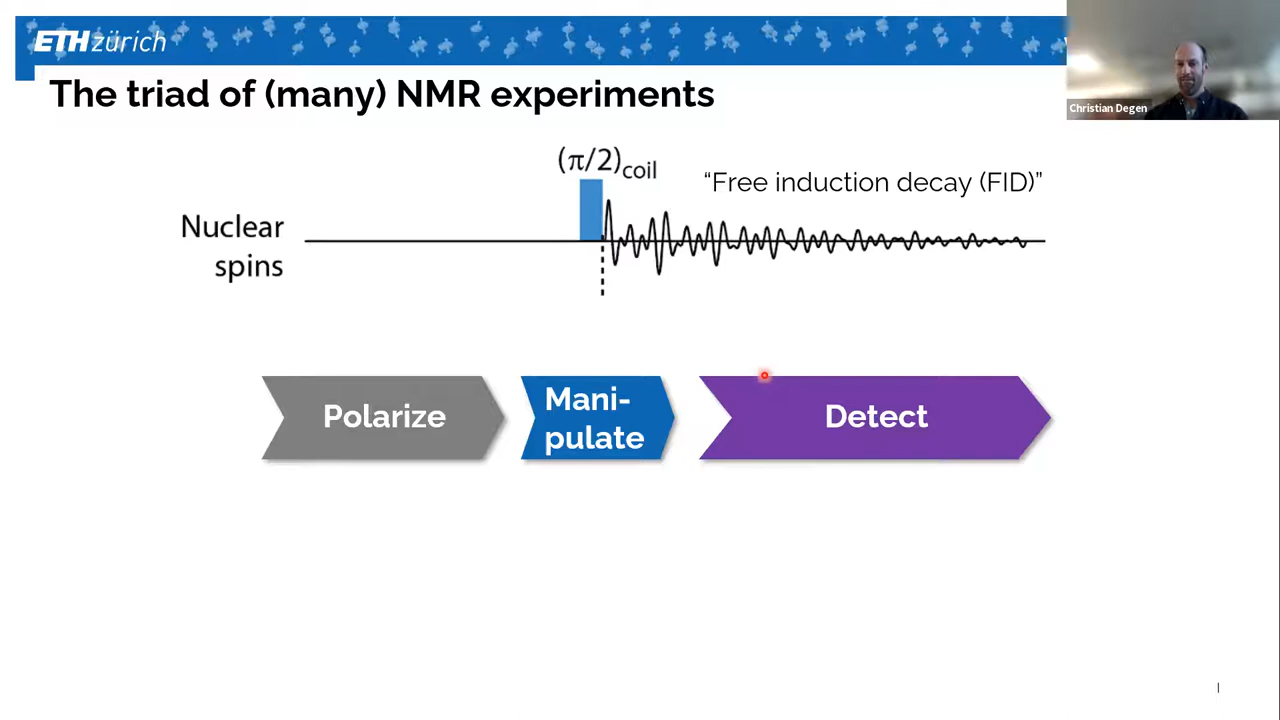 ETH zürich
Christian Degen
The triad of (many) NMR experiments
(π/2)coil
“Free induction decay (FID)”
Nuclear
spins
Polarize
Mani-
pulate
Detect